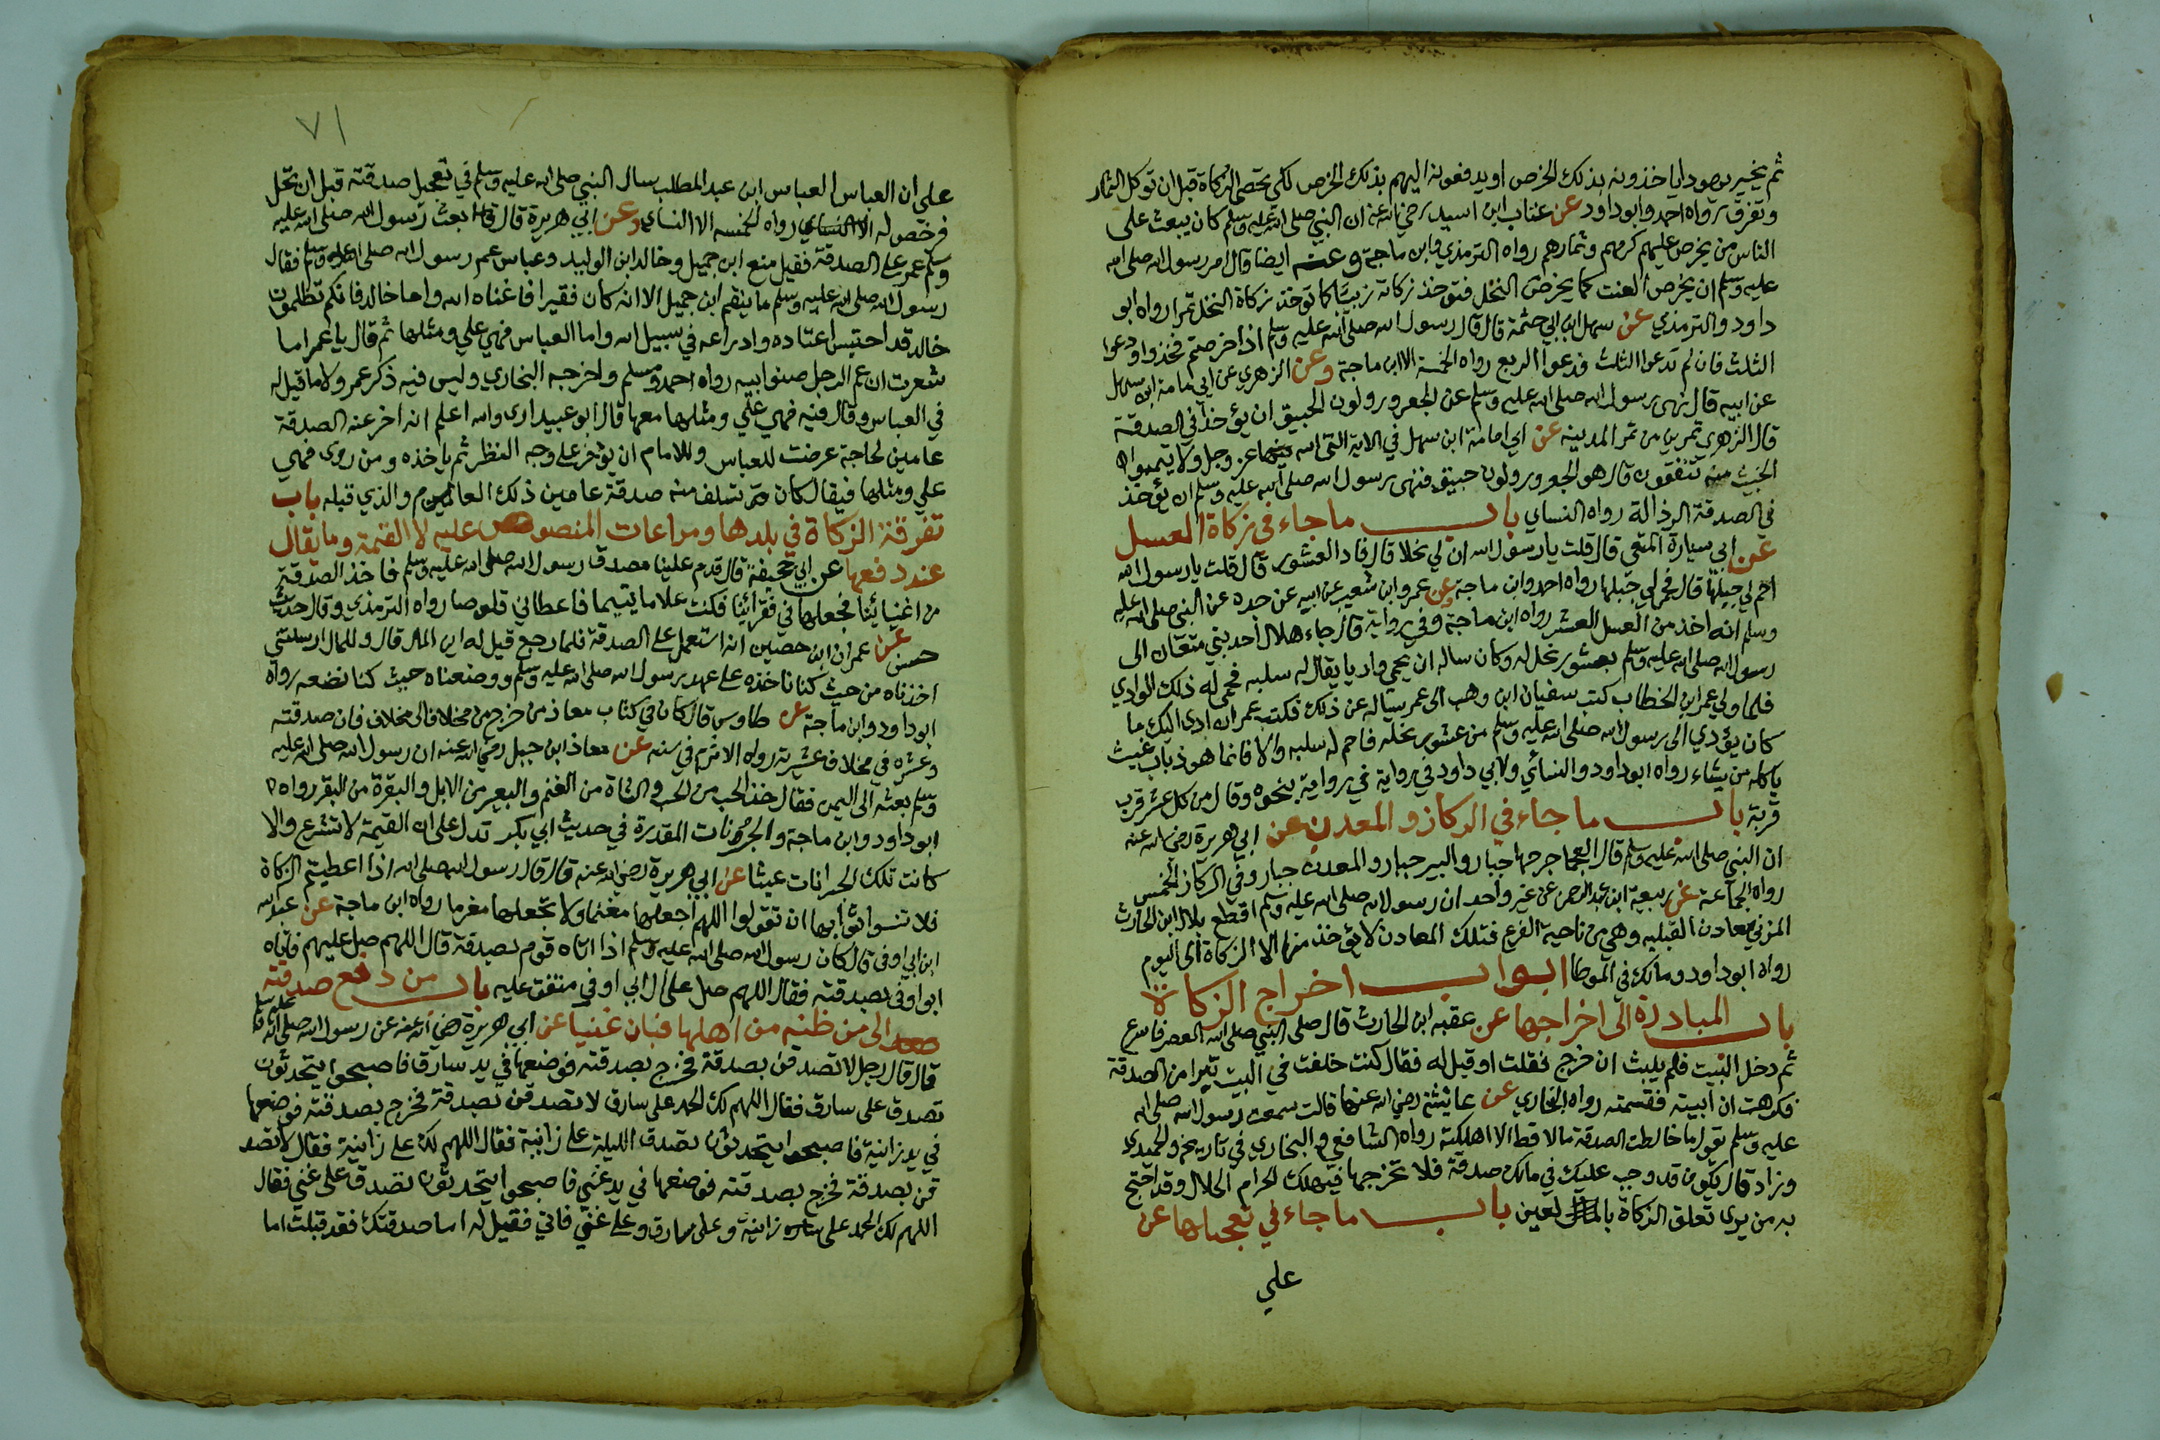 ثم يخير يهود اياخذونه بذلك الخرص او يدفعونه اليهم بذلك الخرص لكي تحصى الزكاة قبل ان توكل الثمار
وتفرق رواه احمد وابو داود عن عتاب ابن اسيد رضي الله عنه ان النبي صلى الله عليه وسلم كان يبعث على
الناس من يخرص عليهم كرمهم وثمارهم رواه الترمذي وابن ماجة وعنه ايضا قال امر رسول الله صلى الله
عليه وسلم ان يخرص العنب كما يخرص النخل فتوخذ زكاته زبيبا كما توخذ زكاة النخل تمرا رواه ابو
داود والترمذي عن سهل ابن ابي حثمة قال قال رسول الله صلى الله عليه وسلم اذا خرصتم فخذوا ودعوا
الثلث فان لم تدعوا الثلث فدعوا الربع رواه الخمسة الا ابن ماجة وعن الزهري عن ابي امامة ابن سهل
عن ابيه قال نهى رسول الله صلى الله عليه وسلم عن الجعرور ولون الحبيق ان يؤخذا في الصدقة
قال الزهري تمرين من تمر المدينه عن ابي امامة ابن سهل في الاية التي الله عز وجل ولا تيمموا
الخبيث منه تنفقون قال هو الجعرور ولون حبيق فنهى رسول الله صلى الله عليه وسلم ان يؤخذ
في الصدقة الرذالة رواه النساي باب ما جاء في زكاة العسل
عن ابي سيارة المتعي قال قلت يا رسول الله ان لي نحلا قال فاد العشور قال قلت يا رسول الله
احم لي جبلها قال فحمى لي جبلها رواه احمد وابن ماجة وعن عمرو ابن شعيب عن ابيه عن جده عن النبي صلى الله عليه
وسلم انه اخذ من العسل العشر رواه ابن ماجة وفي رواية قال جاء هلال احد بني متعان الى
رسول الله صلى الله عليه وسلم بعشور نحل له وكان ساله ان يحمي واديا يقال له سلبه فحمى له ذلك الوادي
فلما ولي عمر ابن الخطاب كتب سفيان ابن وهب الى عمر يساله عن ذلك فكتب عمر ان ادى اليك ما
كان يؤدي الى رسول الله صلى الله عليه وسلم من عشور نحله فاحم له سلبه والا فانما هو ذباب غيث
ياكله من يشاء رواه ابو داود والنسائي ولابي داود في رواية في رواية بنحوه وقال من كل عشر قرب
قربة باب ما جاء في الركاز والمعدن عن ابي هريرة رضي الله عنه
ان النبي صلى الله عليه وسلم قال العجما جرحها جبار والبير جبار والمعدن جبار وفي الركاز الخمس
رواه الجماعة عن ربيعة ابن عبد الرحمن عن غير واحد ان رسول الله صلى الله عليه وسلم اقطع بلال ابن الحارث
المزني معادن القبليه وهي من ناحية الفرع فتلك المعادن لا يؤخذ منها الا الزكاة الى اليوم
رواه ابو داود ومالك في الموطا ابواب اخراج الزكاة
باب المبادرة الى اخراجها عن عقبه ابن الحارث قال صلى النبي صلى الله العصر فاسرع
ثم دخل البيت فلم يلبث ان خرج فقلت او قيل له فقال كنت خلفت في البيت تبرا من الصدقة
فكرهت ان ابيته فقسمته رواه البخاري عن عائشة رضي الله عنها قالت سمعت رسول الله صلى الله
عليه وسلم يقول ما خالطت الصدقة مالا قط الا اهلكته رواه الشافعي والبخاري في تاريخه والحميدي
وزاد قال يكون قد وجب عليك في مالك صدقة فلا تخرجها فيهلك الحرام الحلال وقد احتج
به من يرى تعلق الزكاة بالعين باب ما جاء في تعجيلها عن
علي
٧١
علي ان العباس العباس ابن عبد المطلب سال النبي صلى الله عليه وسلم في تعجيل صدقته قبل ان تحل
فرخص له رواه الخمسه الا النساي وعن ابي هريرة قال بعث رسول الله صلى الله عليه
وسلم عمر على الصدقة فقيل منع ابن جميل وخالد ابن الوليد وعباس عم رسول الله صلى الله عليه وسلم فقال
رسول الله صلى الله عليه وسلم ما ينقم ابن جميل الا انه كان فقيرا فاغناه الله واما خالد فانكم تظلمون
خالد قد احتبس اعتاده وادراعه في سبيل الله واما العباس فهي علي ومثلها ثم قال يا عمر اما
شعرت ان عم الرجل صنو ابيه رواه احمد ومسلم واخرجه البخاري وليس فيه ذكر عمر ولا ما قيل له
في العباس وقال فيه فهي علي ومثلها معها قال ابو عبيد ارى والله اعلم انه اخر عنه الصدقة
عامين لحاجة عرضت للعباس وللامام ان يؤخر على وجه النظر ثم ياخذه ومن روى فهي
علي ومثلها فيقال كان تسلف منه صدقة عامين ذلك العام والذي قبله باب
تفرقة الزكاة في بلدها ومراعات المنصوص عليه لا القيمة وما يقال
عند دفعها عن ابي جحيفة قال قدم علينا مصدق رسول الله صلى الله عليه وسلم فاخذ الصدقة
من اغنيائنا فجعلها في فقرائنا فكنت غلاما يتيما فاعطاني قلوصا رواه الترمذي وقال حديث
حسن عن عمران ابن حصين انه استعمل على الصدقة فلما رجع قيل له اين المال قال وللمال ارسلتني
اخذناه من حيث كنا ناخذه على عهد رسول الله صلى الله عليه وسلم ووضعناه حيث كنا نضعه رواه
ابو داود وابن ماجة عن طاوس قال كان في كتاب معاذ من خرج من مخلاف الى مخلاف فان صدقته
وعشره في مخلاف عشيرته رواه الاثرم في سننه عن معاذ ابن جبل رضي الله عنه ان رسول الله صلى الله عليه
وسلم بعثه الى اليمن فقال خذ الحب من الحب والشاة من الغنم والبعير من الابل والبقرة من البقر رواه
ابو داود وابن ماجة والجبرانات المقدرة في حديث ابي بكر تدل على ان القيمة لا تشرع والا
كانت تلك الجبرانات عبثا عن ابي هريرة رضي الله عنه قال قال رسول الله صلى الله اذا اعطيتم الزكاة
فلا تنسوا ثوابها ان تقولوا اللهم اجعلها مغنما ولا تجعلها مغرما رواه ابن ماجة عن عبد الله
ابن ابي اوفى قال كان رسول الله صلى الله عليه وسلم اذا اتاه قوم بصدقة قال اللهم صل عليهم فاتاه
ابو اوفى بصدقته فقال اللهم صل على ال ابي اوفى متفق عليه باب من دفع صدقته
الى من ظنه من اهلها فبان غنيا عن ابي هريرة رضي الله عنه عن رسول الله صلى الله عليه وسلم
قال قال رجل لاتصدقن بصدقة فخرج بصدقته فوضعها في يد سارق فاصبحوا يتحدثون
تصدق على سارق فقال اللهم لك الحمد على سارق لاتصدقن بصدقة فخرج بصدقته فوضعها
في يد زانية فاصبحوا يتحدثون تصدق الليلة على زانية فقال اللهم لك على زانية فقال لاتصد
قن بصدقة فخرج بصدقته فوضعها في يد غني فاصبحوا يتحدثون تصدق على غني فقال
اللهم لك الحمد على زانية وعلى سارق وعلى غني فاتي فقيل له اما صدقتك فقد قبلت اما